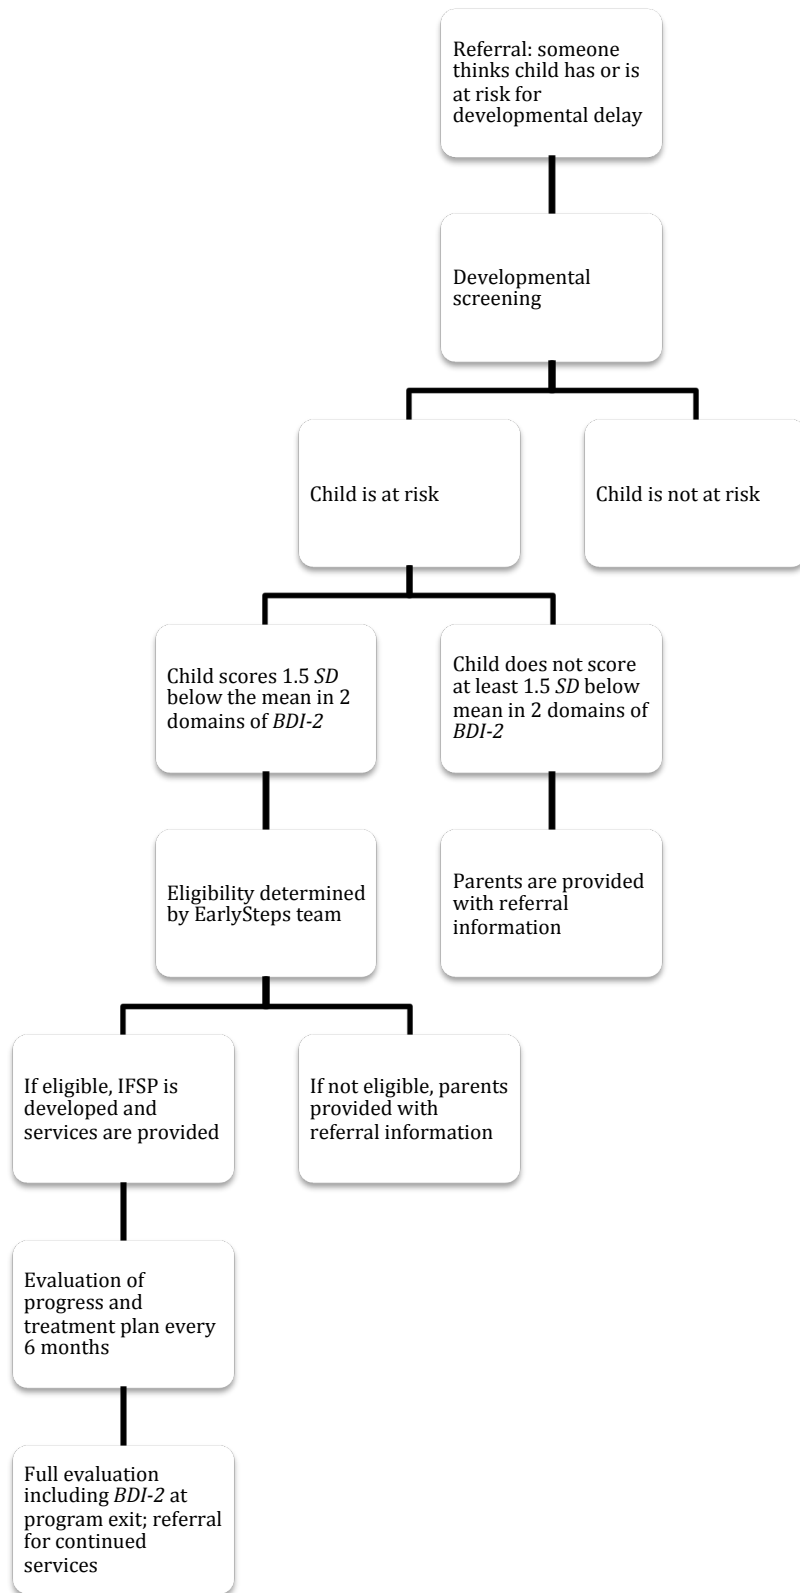 Referral: someone
thinks child has or is
at risk for
developmental delay
Developmental
screening
Child is at risk
Child is not at risk
Child scores 1.5 SD
below the mean in 2
domains of BDI-2
Child does not score
at least 1.5 SD below
mean in 2 domains of
BDI-2
Eligibility determined
by EarlySteps team
Parents are provided
with referral
information
If eligible, IFSP is
developed and
services are provided
If not eligible, parents
provided with
referral information
Evaluation of
progress and
treatment plan every
6 months
Full evaluation
including BDI-2 at
program exit; referral
for continued
services